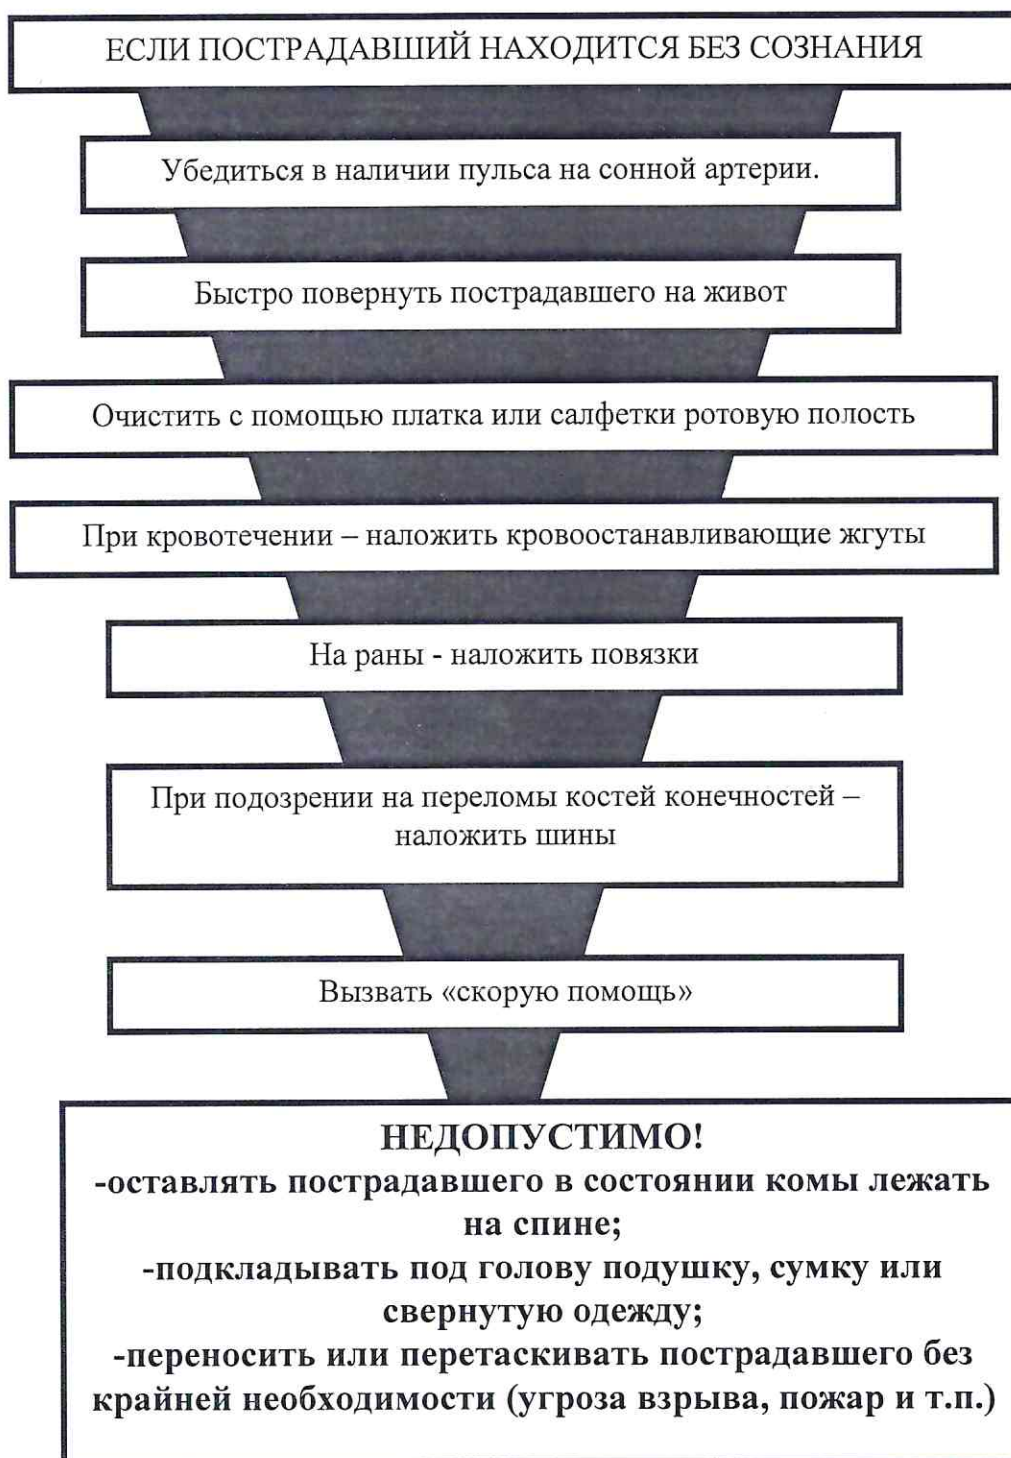 ЕСЛИ ПОСТРАДАВШИЙ НАХОДИТСЯ БЕЗ СОЗНАНИЯ
Убедиться в наличии пульса на сонной артерии.
Быстро повернуть пострадавшего на живот
Очистить с помощью платка или салфетки ротовую полость
При кровотечении – наложить кровоостанавливающие жгуты
На раны - наложить повязки
При подозрении на переломы костей конечностей –
наложить шины
Вызвать «скорую помощь»
НЕДОПУСТИМО!
-оставлять пострадавшего в состоянии комы лежать
на спине;
-подкладывать под голову подушку, сумку или
свернутую одежду;
-переносить или перетаскивать пострадавшего без
крайней необходимости (угроза взрыва, пожар и т.п.)